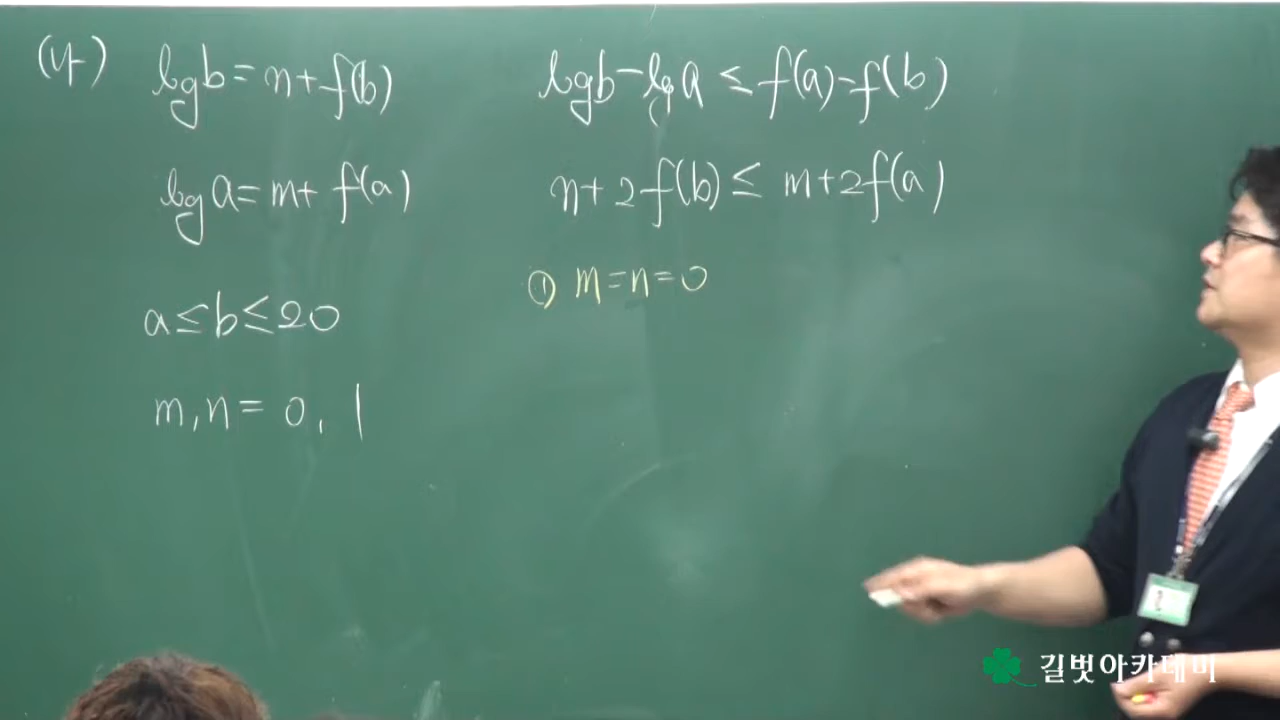 (나) log b = n + f(b)
log a = m + f(a)
a ≤ b ≤ 20
m, n = 0, 1
log b - log a ≤ f(a) - f(b)
n + 2f(b) ≤ m + 2f(a)
① m = n = 0
길벗아카데미